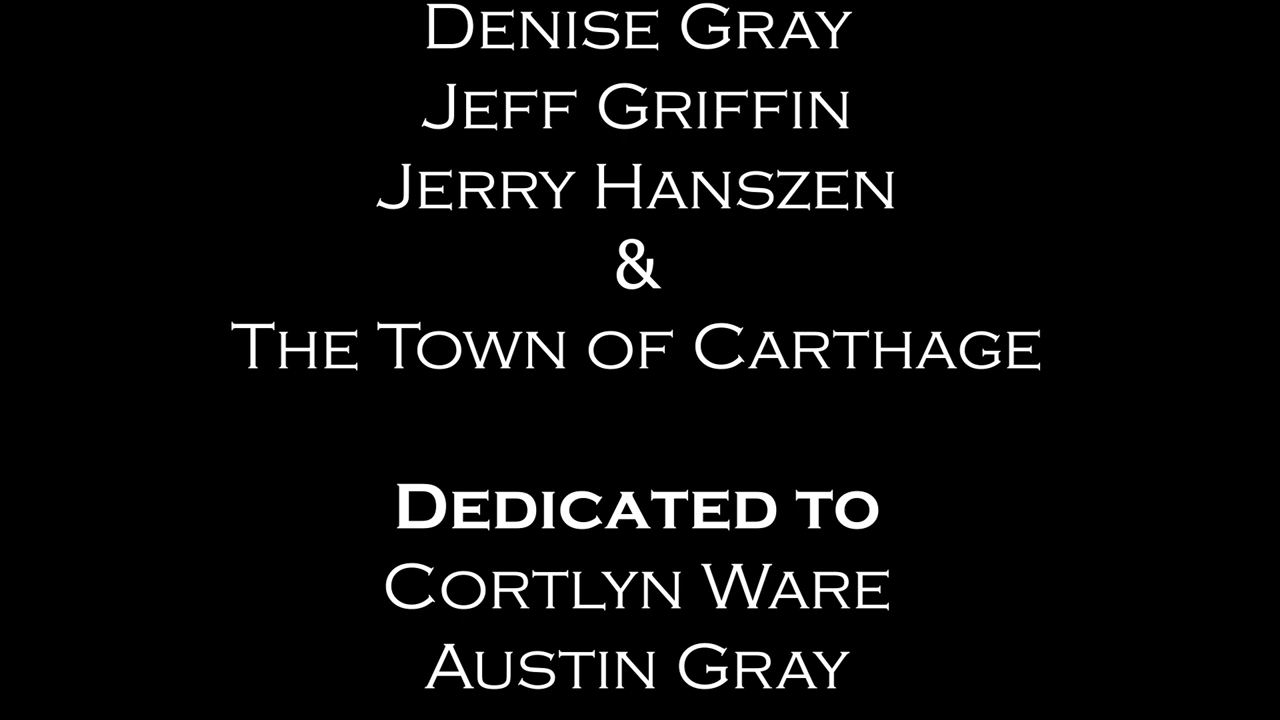 Denise Gray
Jeff Griffin
Jerry Hanszen
&
The Town of Carthage
Dedicated to
Cortlyn Ware
Austin Gray